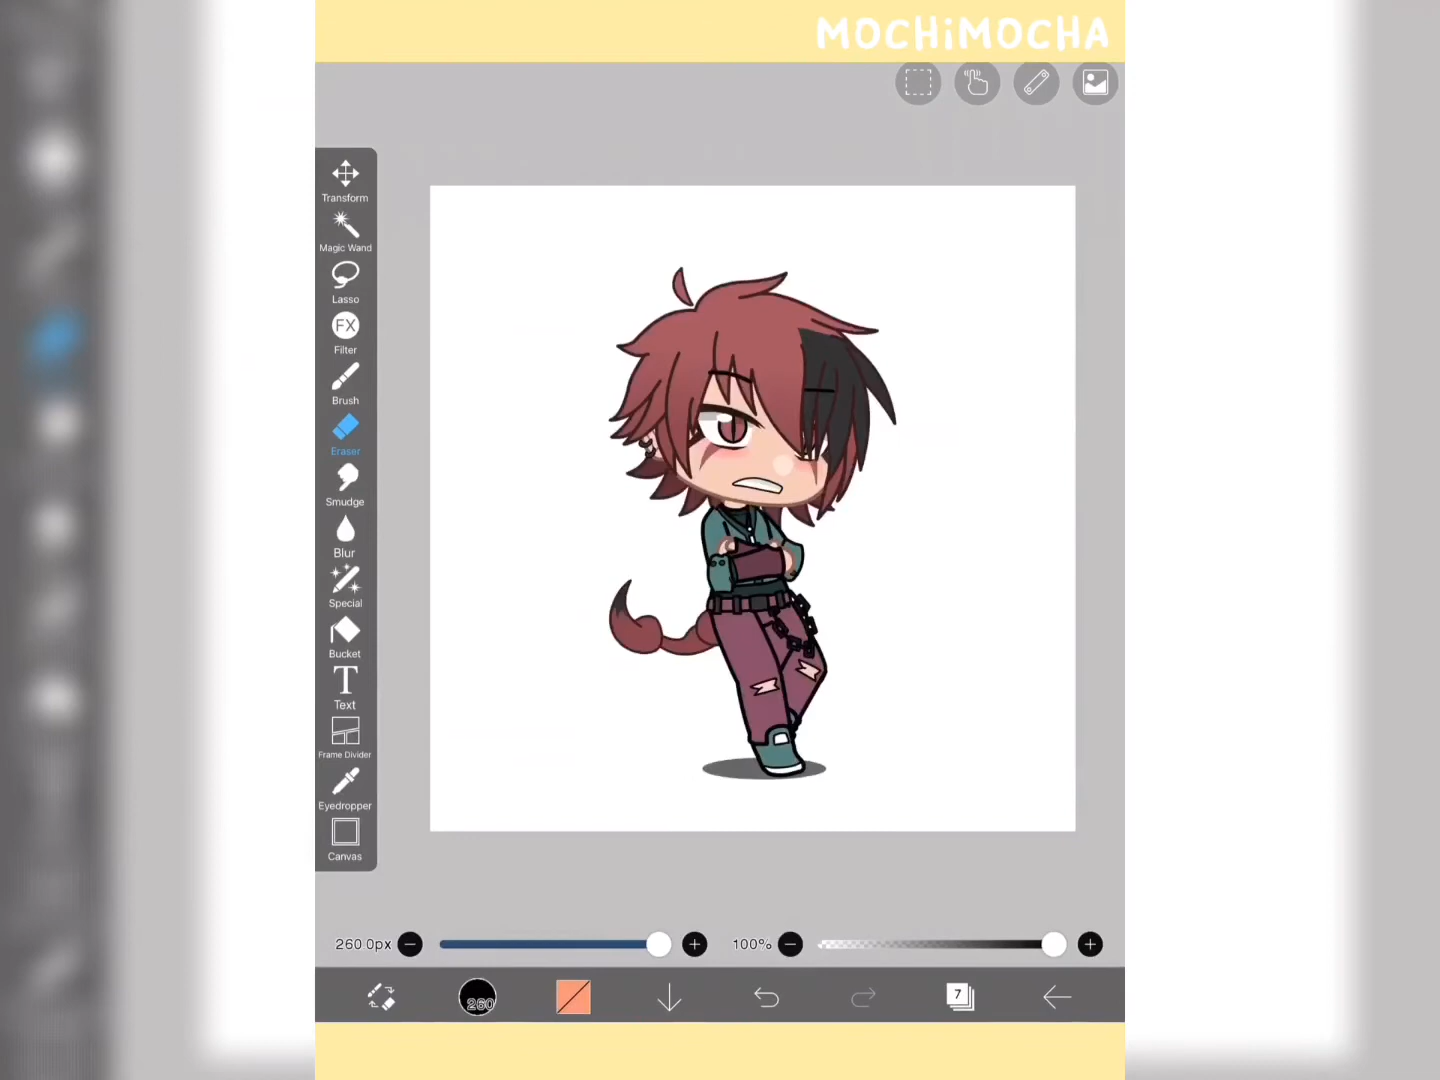 MOCHiMOCHA
Transform
Magic Wand
Lasso
FX
Filter
Brush
Eraser
Smudge
Blur
Special
Bucket
T
Text
Frame Divider
Eyedropper
Canvas
260.0px
100%
260
7